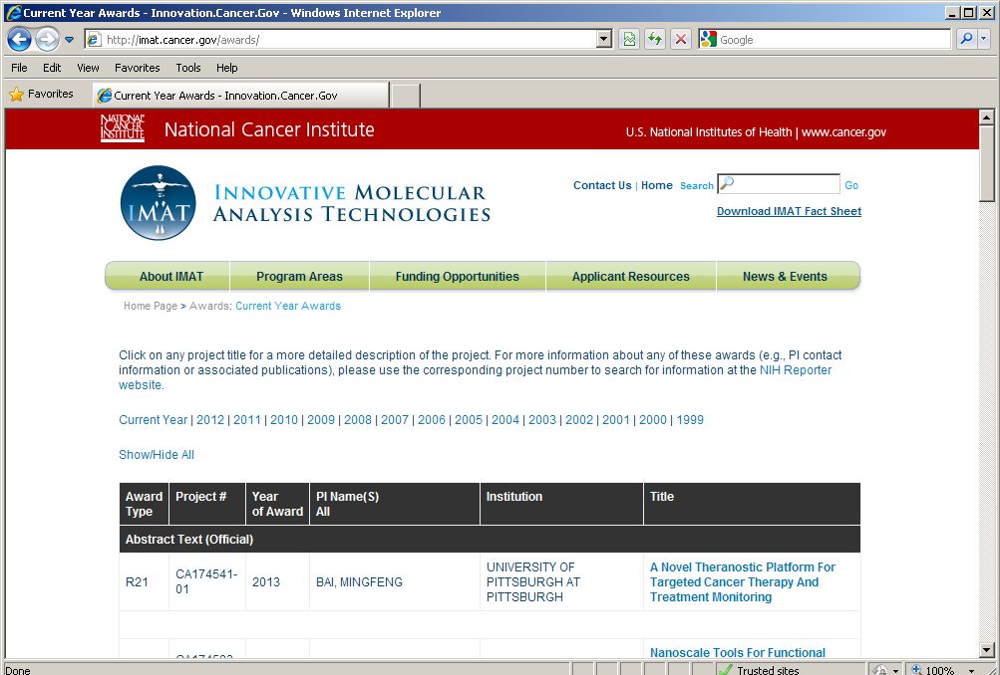 Current Year Awards - Innovation.Cancer.Gov - Windows Internet Explorer
http://imat.cancer.gov/awards/
Google
File Edit View Favorites Tools Help
Favorites
Current Year Awards - Innovation.Cancer.Gov
NATIONAL CANCER INSTITUTE
National Cancer Institute
U.S. National Institutes of Health | www.cancer.gov
IMAT
INNOVATIVE MOLECULAR
ANALYSIS TECHNOLOGIES
Contact Us | Home Search Go
Download IMAT Fact Sheet
About IMAT Program Areas Funding Opportunities Applicant Resources News & Events
Home Page > Awards: Current Year Awards
Click on any project title for a more detailed description of the project. For more information about any of these awards (e.g., PI contact
information or associated publications), please use the corresponding project number to search for information at the NIH Reporter
website.
Current Year | 2012 | 2011 | 2010 | 2009 | 2008 | 2007 | 2006 | 2005 | 2004 | 2003 | 2002 | 2001 | 2000 | 1999
Show/Hide All
Award Type
Project #
Year of Award
PI Name(S)
All
Institution
Title
Abstract Text (Official)
R21
CA174541-
01
2013
BAI, MINGFENG
UNIVERSITY OF
PITTSBURGH AT
PITTSBURGH
A Novel Theranostic Platform For
Targeted Cancer Therapy And
Treatment Monitoring
Nanoscale Tools For Functional
Done
Trusted sites
100%